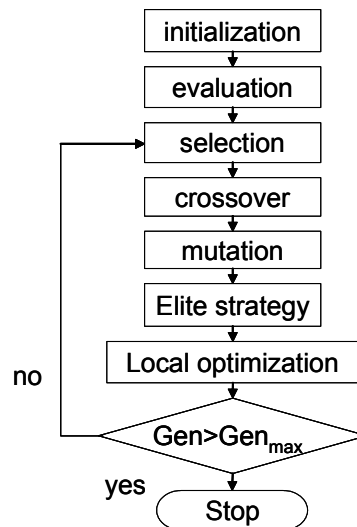 initialization
evaluation
selection
crossover
mutation
Elite strategy
Local optimization
no
Gen>Genmax
yes
Stop